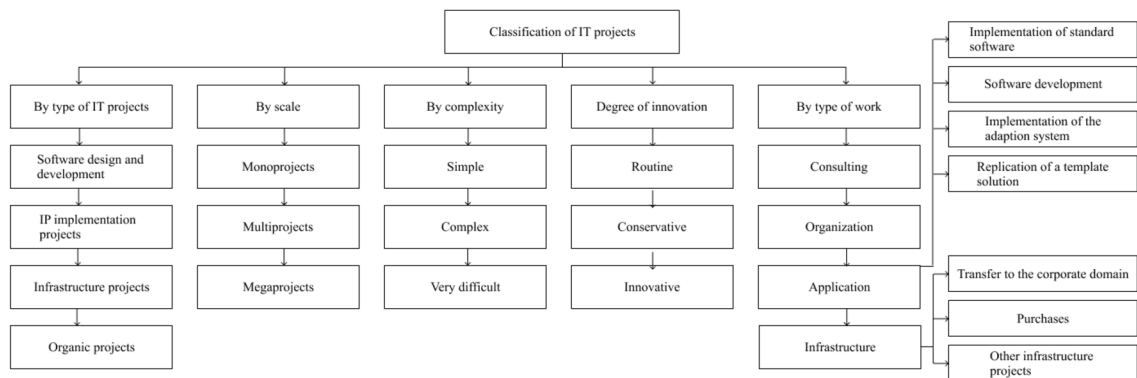 Classification of IT projects
By type of IT projects
Software design and
development
IP implementation
projects
Infrastructure projects
Organic projects
By scale
Monoprojects
Multiprojects
Megaprojects
By complexity
Simple
Complex
Very difficult
Degree of innovation
Routine
Conservative
Innovative
By type of work
Consulting
Organization
Application
Infrastructure
Implementation of standard
software
Software development
Implementation of the
adaption system
Replication of a template
solution
Transfer to the corporate domain
Purchases
Other infrastructure
projects